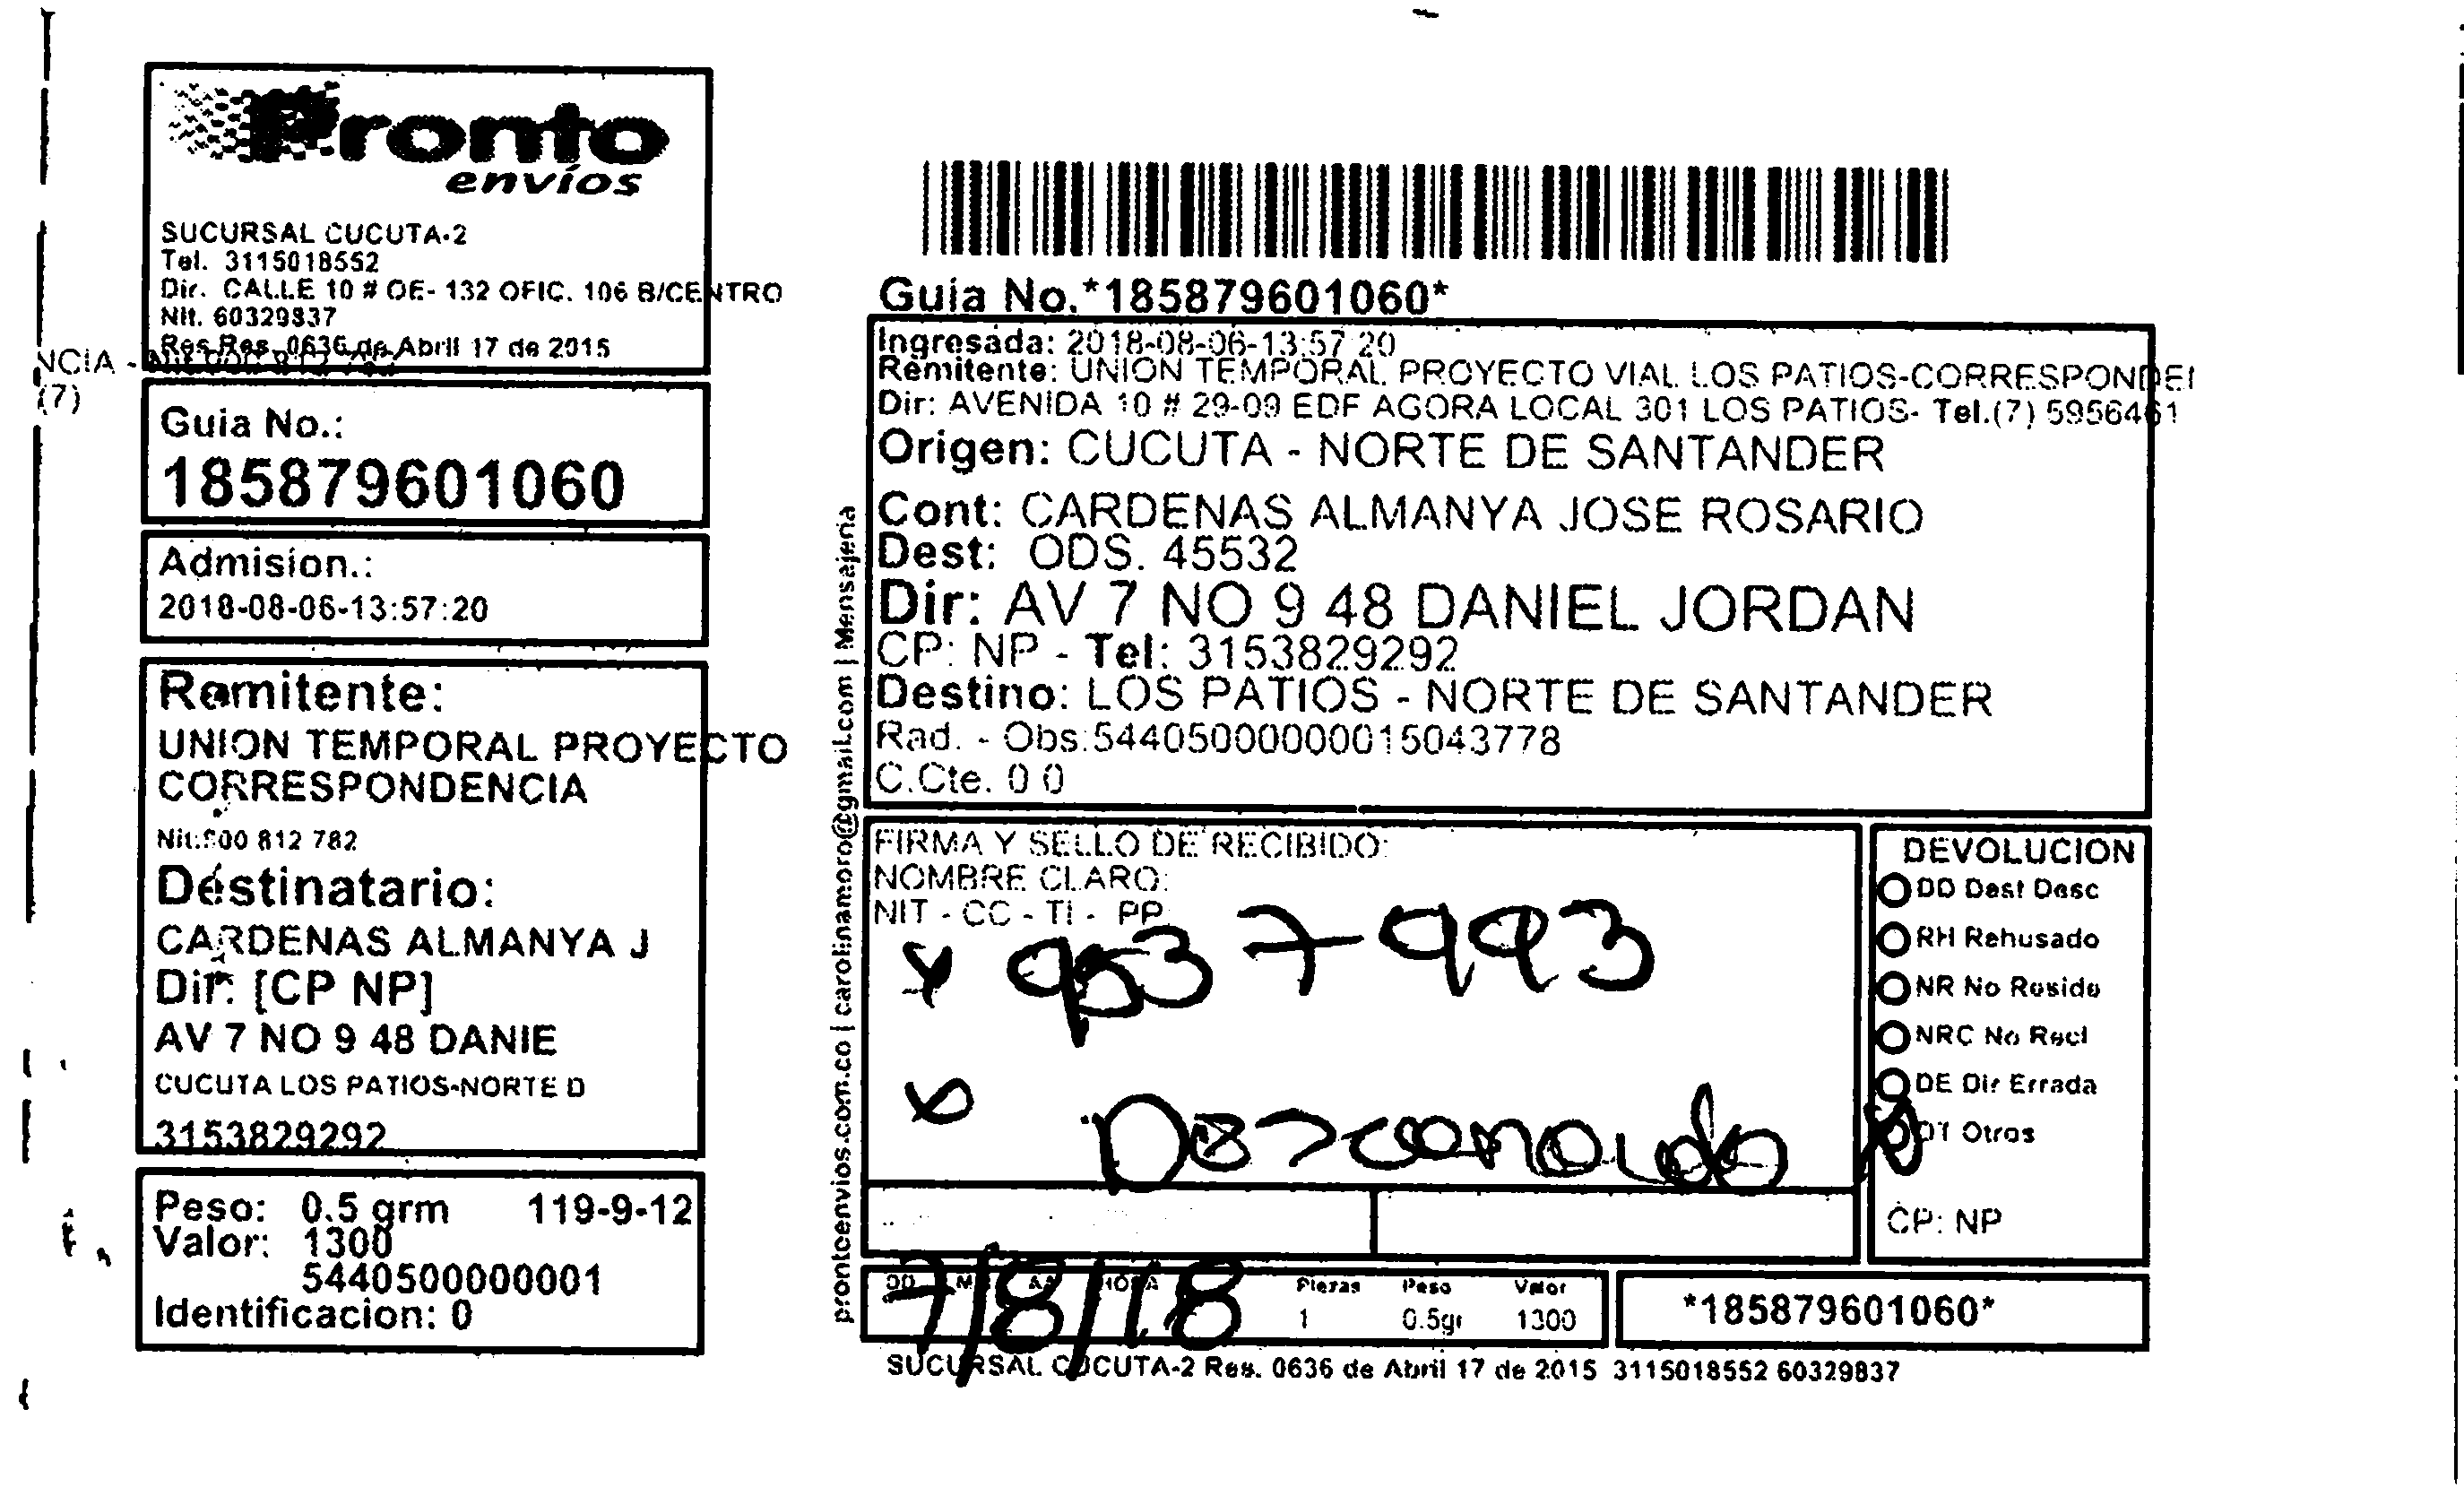 Pronto
envíos
SUCURSAL CUCUTA-2
Tel. 3115018552
Dir. CALLE 10 # OE- 132 OFIC. 106 B/CENTRO
Nit. 60329837
Res Res. 0636 de Abril 17 de 2015
NCIA -
(7)
Guia No.:
185879601060
Admision.:
2018-08-06-13:57:20
Remitente:
UNION TEMPORAL PROYECTO
CORRESPONDENCIA
Nit:900 812 782
Destinatario:
CARDENAS ALMANYA J
Dir: [CP NP]
AV 7 NO 9 48 DANIE
CUCUTA LOS PATIOS-NORTE D
3153829292
Peso: 0.5 grm 119-9-12
Valor: 1300
5440500000001
Identificacion: 0
prontoenvios.com.co | carolinamoro@gmail.com | Mensajeria
Guia No.*185879601060*
Ingresada: 2018-08-06-13:57:20
Remitente: UNION TEMPORAL PROYECTO VIAL LOS PATIOS-CORRESPONDEI
Dir: AVENIDA 10 # 29-09 EDF AGORA LOCAL 301 LOS PATIOS- Tel.(7) 5956461
Origen: CUCUTA - NORTE DE SANTANDER
Cont: CARDENAS ALMANYA JOSE ROSARIO
Dest: ODS. 45532
Dir: AV 7 NO 9 48 DANIEL JORDAN
CP: NP - Tel: 3153829292
Destino: LOS PATIOS - NORTE DE SANTANDER
Rad. - Obs:544050000000015043778
C.Cte. 0 0
FIRMA Y SELLO DE RECIBIDO:
NOMBRE CLARO:
NIT - CC - TI - PP
937993
DEVOLUCION
DD Dest Desc
RH Rehusado
NR No Reside
NRC No Recl
DE Dir Errada
OT Otros
CP: NP
DD AA HORA Piezas Peso Valor
7/8/18 1 0.5gr 1300
*185879601060*
SUCURSAL CUCUTA-2 Res. 0636 de Abril 17 de 2015 3115018552 60329837